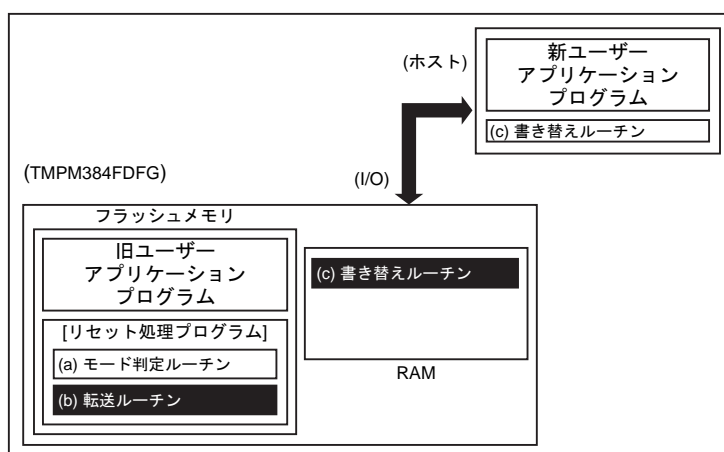 (ホスト)
新ユーザー
アプリケーション
プログラム
(c) 書き替えルーチン
(TMPM384FDFG)
(I/O)
フラッシュメモリ
旧ユーザー
アプリケーション
プログラム
[リセット処理プログラム]
(a) モード判定ルーチン
(b) 転送ルーチン
(c) 書き替えルーチン
RAM